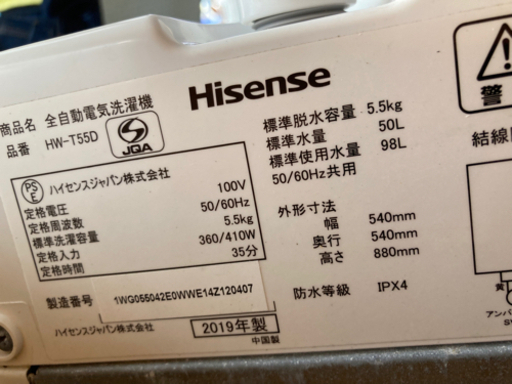 商品名 全自動電気洗濯機
品番 HW-T55D
S JQA
Hisense
PS E ハイセンスジャパン株式会社
定格電圧 100V
定格周波数 50/60Hz
標準洗濯容量 5.5kg
定格入力 360/410W
定格時間 35分
製造番号 1WG055042E0WWE14Z120407
ハイセンスジャパン株式会社
2019年製
中国製
標準脱水容量 5.5kg
標準水量 50L
標準使用水量 98L
50/60Hz共用
外形寸法
幅 540mm
奥行 540mm
高さ 880mm
防水等級 IPX4
警
結線
黄
アンバ